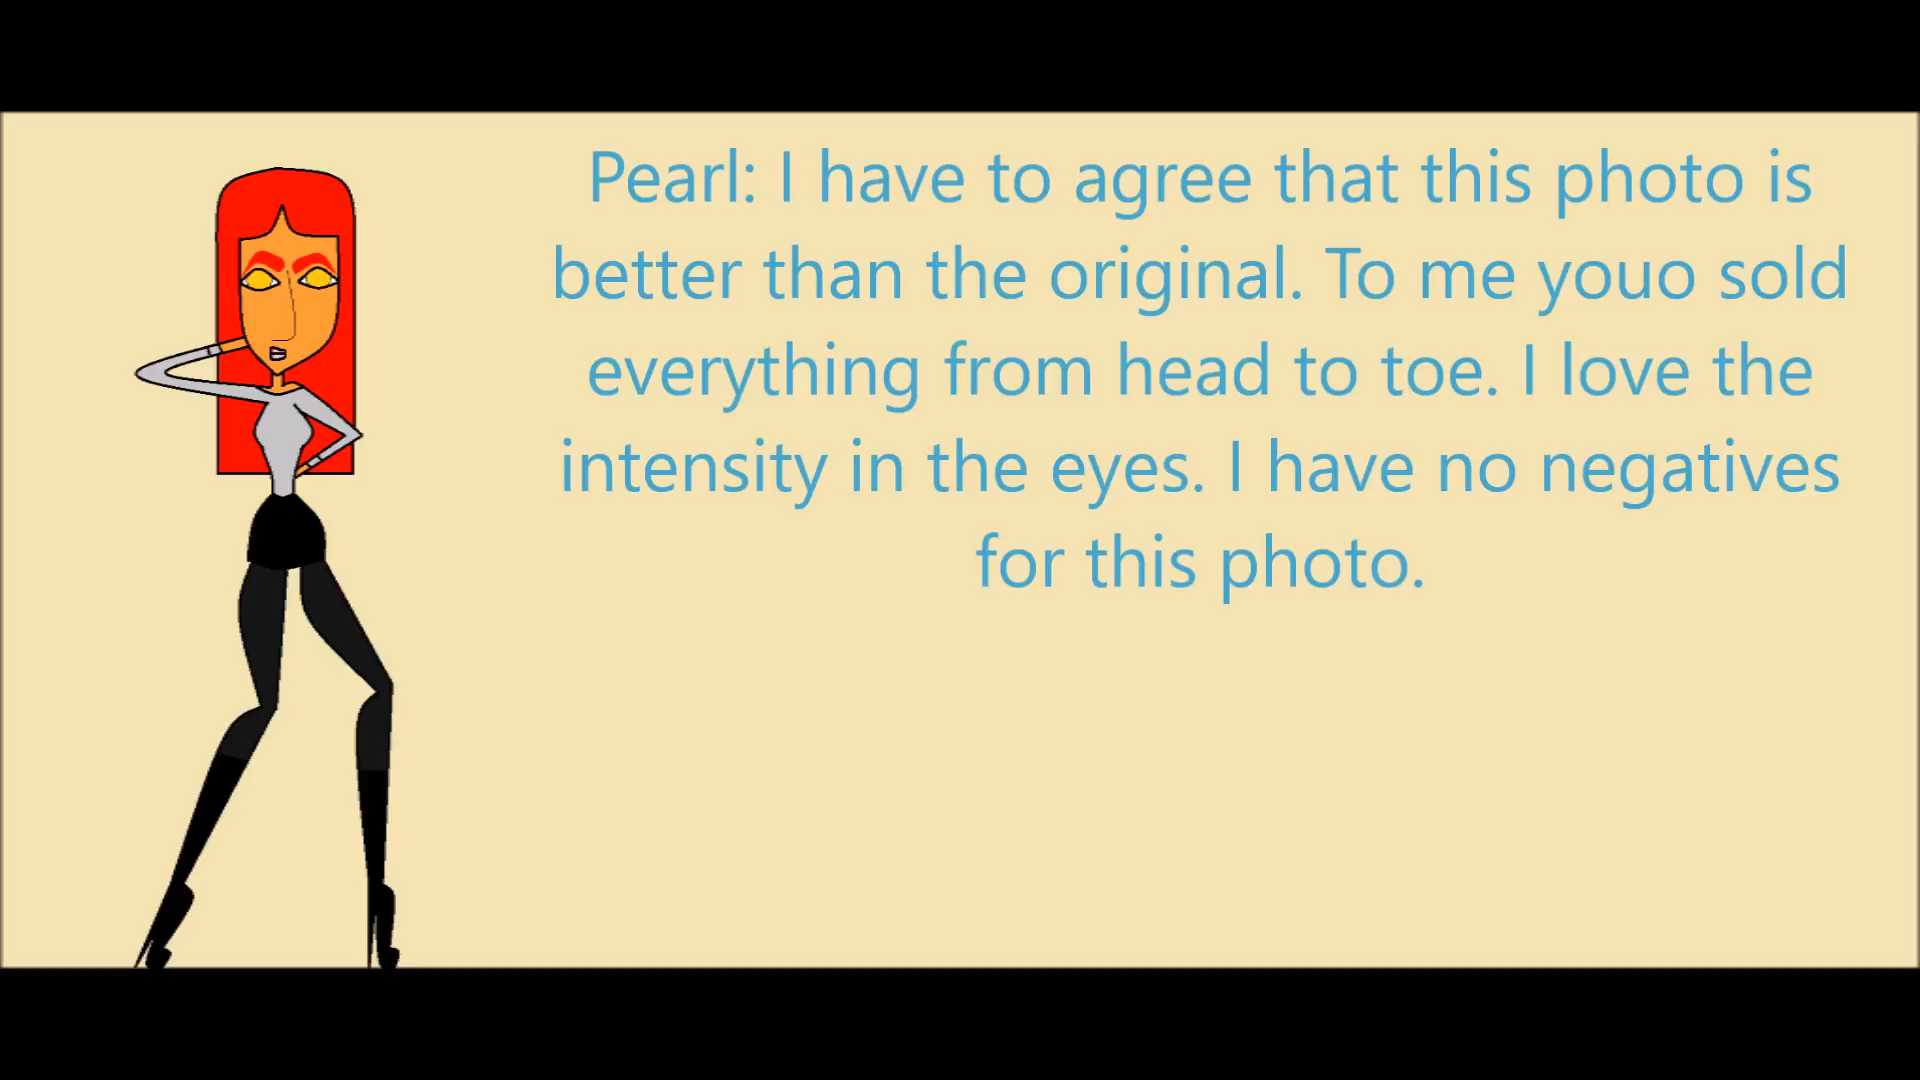 Pearl: I have to agree that this photo is
better than the original. To me youo sold
everything from head to toe. I love the
intensity in the eyes. I have no negatives
for this photo.